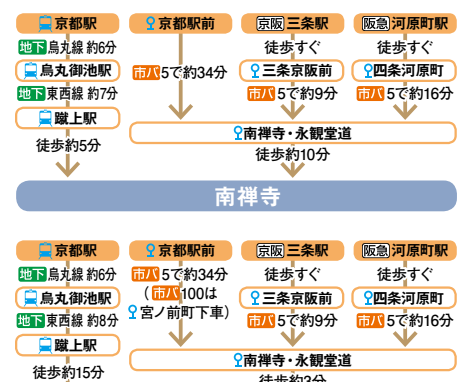 京都駅
地下 烏丸線 約6分
烏丸御池駅
地下 東西線 約7分
蹴上駅
徒歩約5分
京都駅前
市バ 5で約34分
京阪 三条駅
徒歩すぐ
三条京阪前
市バ 5で約9分
阪急 河原町駅
徒歩すぐ
四条河原町
市バ 5で約16分
南禅寺・永観堂道
徒歩約10分
南禅寺
京都駅
地下 烏丸線 約6分
烏丸御池駅
地下 東西線 約8分
蹴上駅
徒歩約15分
京都駅前
市バ 5で約34分
(市バ 100は
宮ノ前町下車)
京阪 三条駅
徒歩すぐ
三条京阪前
市バ 5で約9分
阪急 河原町駅
徒歩すぐ
四条河原町
市バ 5で約16分
南禅寺・永観堂道
徒歩約3分